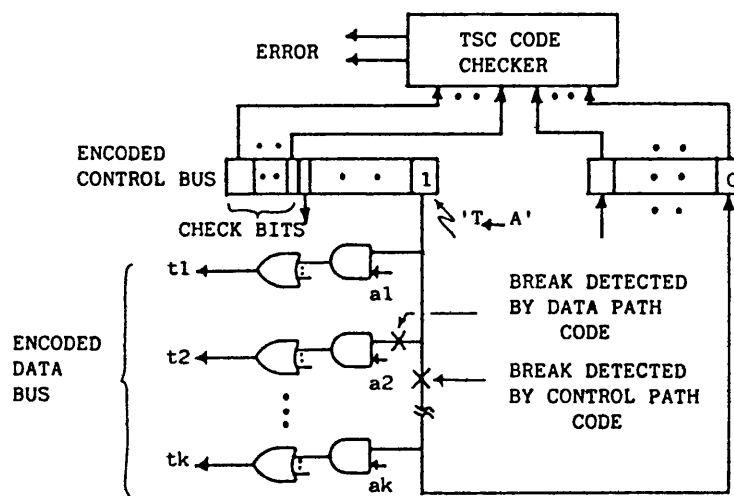 TSC CODE
CHECKER
ERROR
ENCODED
CONTROL BUS
1
CHECK BITS
'T← A'
t1
a1
BREAK DETECTED
BY DATA PATH
CODE
ENCODED
DATA
BUS
t2
a2
BREAK DETECTED
BY CONTROL PATH
CODE
tk
ak